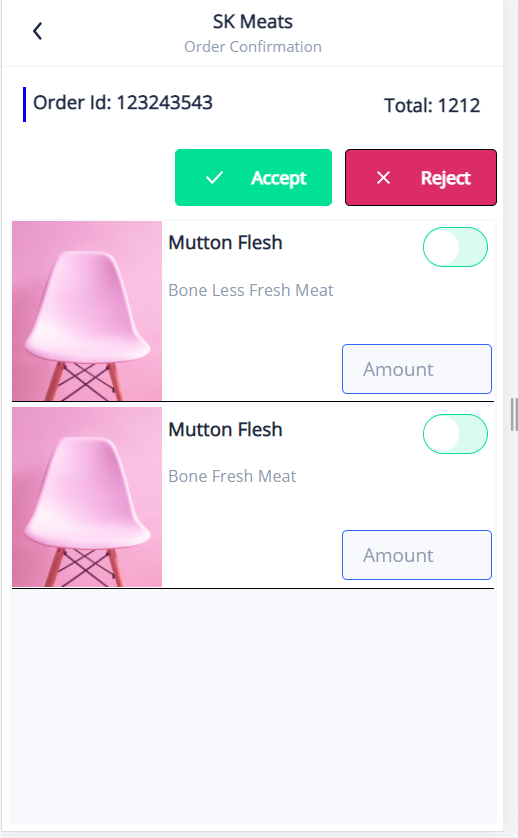 SK Meats
Order Confirmation
Order Id: 123243543
Total: 1212
Accept
Reject
Mutton Flesh
Bone Less Fresh Meat
Amount
Mutton Flesh
Bone Fresh Meat
Amount